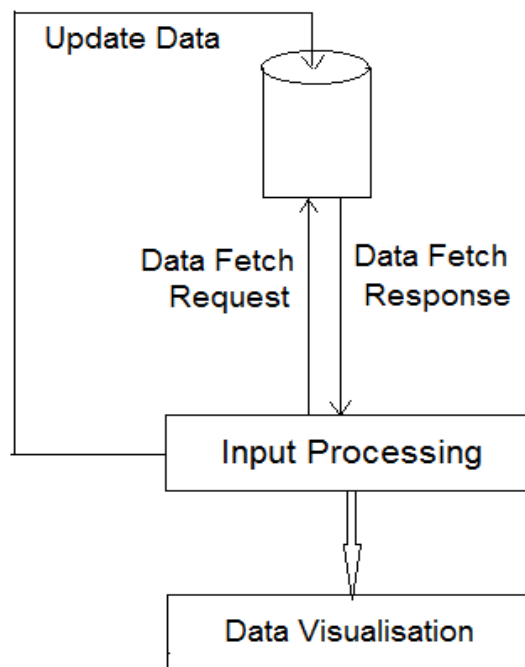 Update Data
Data Fetch
Request
Data Fetch
Response
Input Processing
Data Visualisation